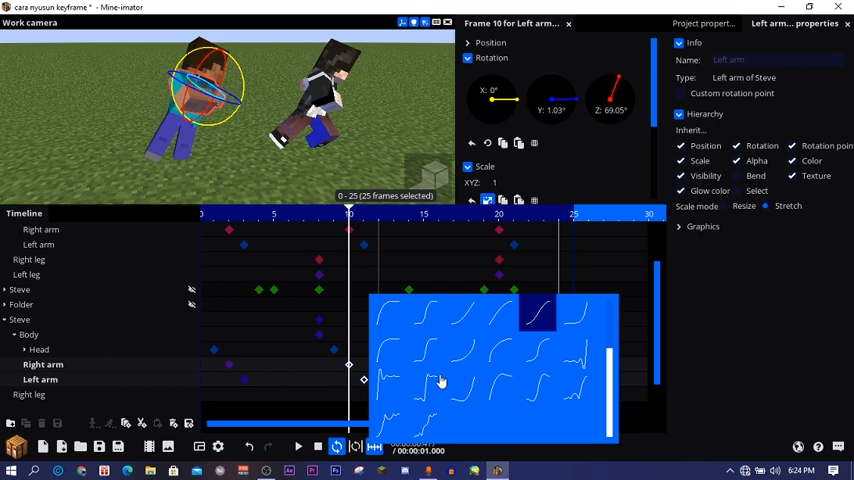 cara nyusun keyframe * - Mine-imator
Work camera
Frame 10 for Left arm...
Project propert...
Left arm... properties
Position
Rotation
X: 0°
Y: 1.03°
Z: 69.05°
Scale
XYZ: 1
Info
Name: Left arm
Type: Left arm of Steve
Custom rotation point
Hierarchy
Inherit...
Position Rotation Rotation poin
Scale Alpha Color
Visibility Bend Texture
Glow color Select
Scale mode Resize Stretch
Graphics
0 - 25 (25 frames selected)
Timeline
0 5 10 15 20 25 30
Right arm
Left arm
Right leg
Left leg
Steve
Folder
Steve
Body
Head
Right arm
Left arm
Right leg
/ 00:00:01.000
Ae Pr Ps
6:24 PM